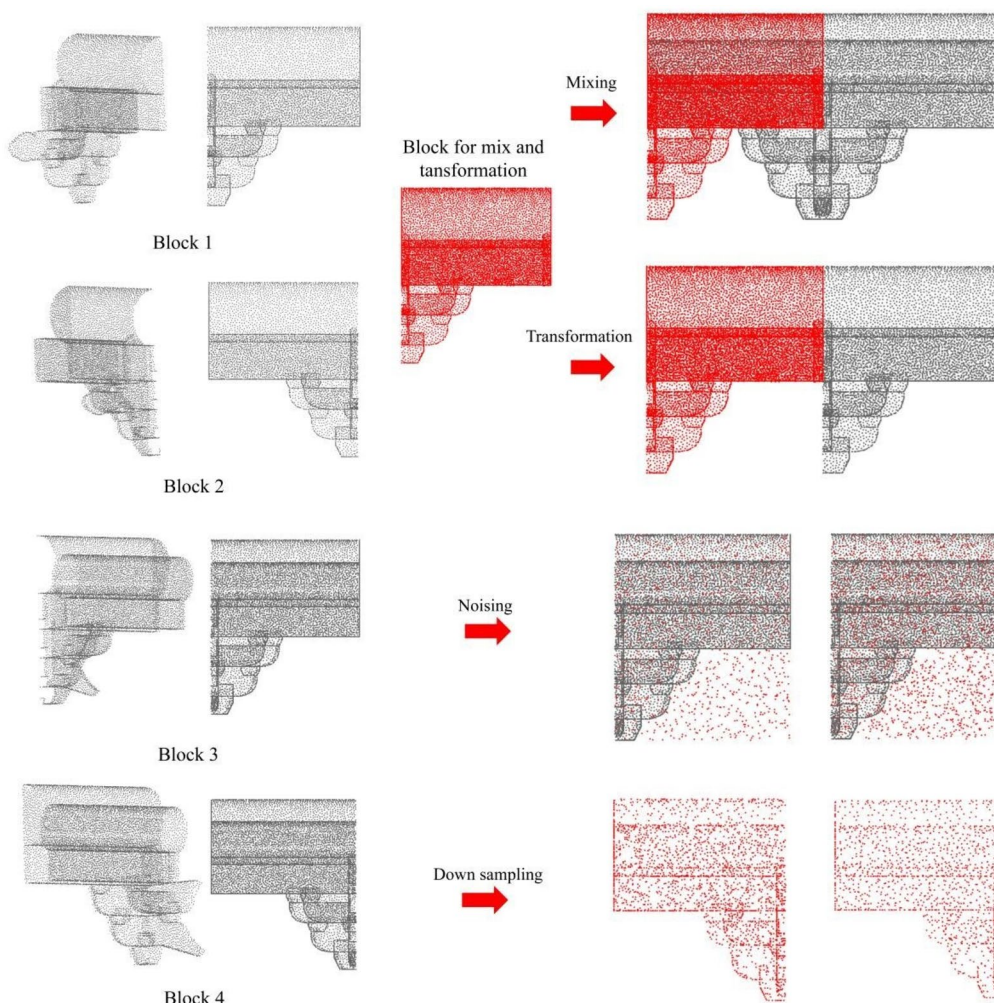 Mixing
Block for mix and
tansformation
Block 1
Transformation
Block 2
Noising
Block 3
Down sampling
Block 4